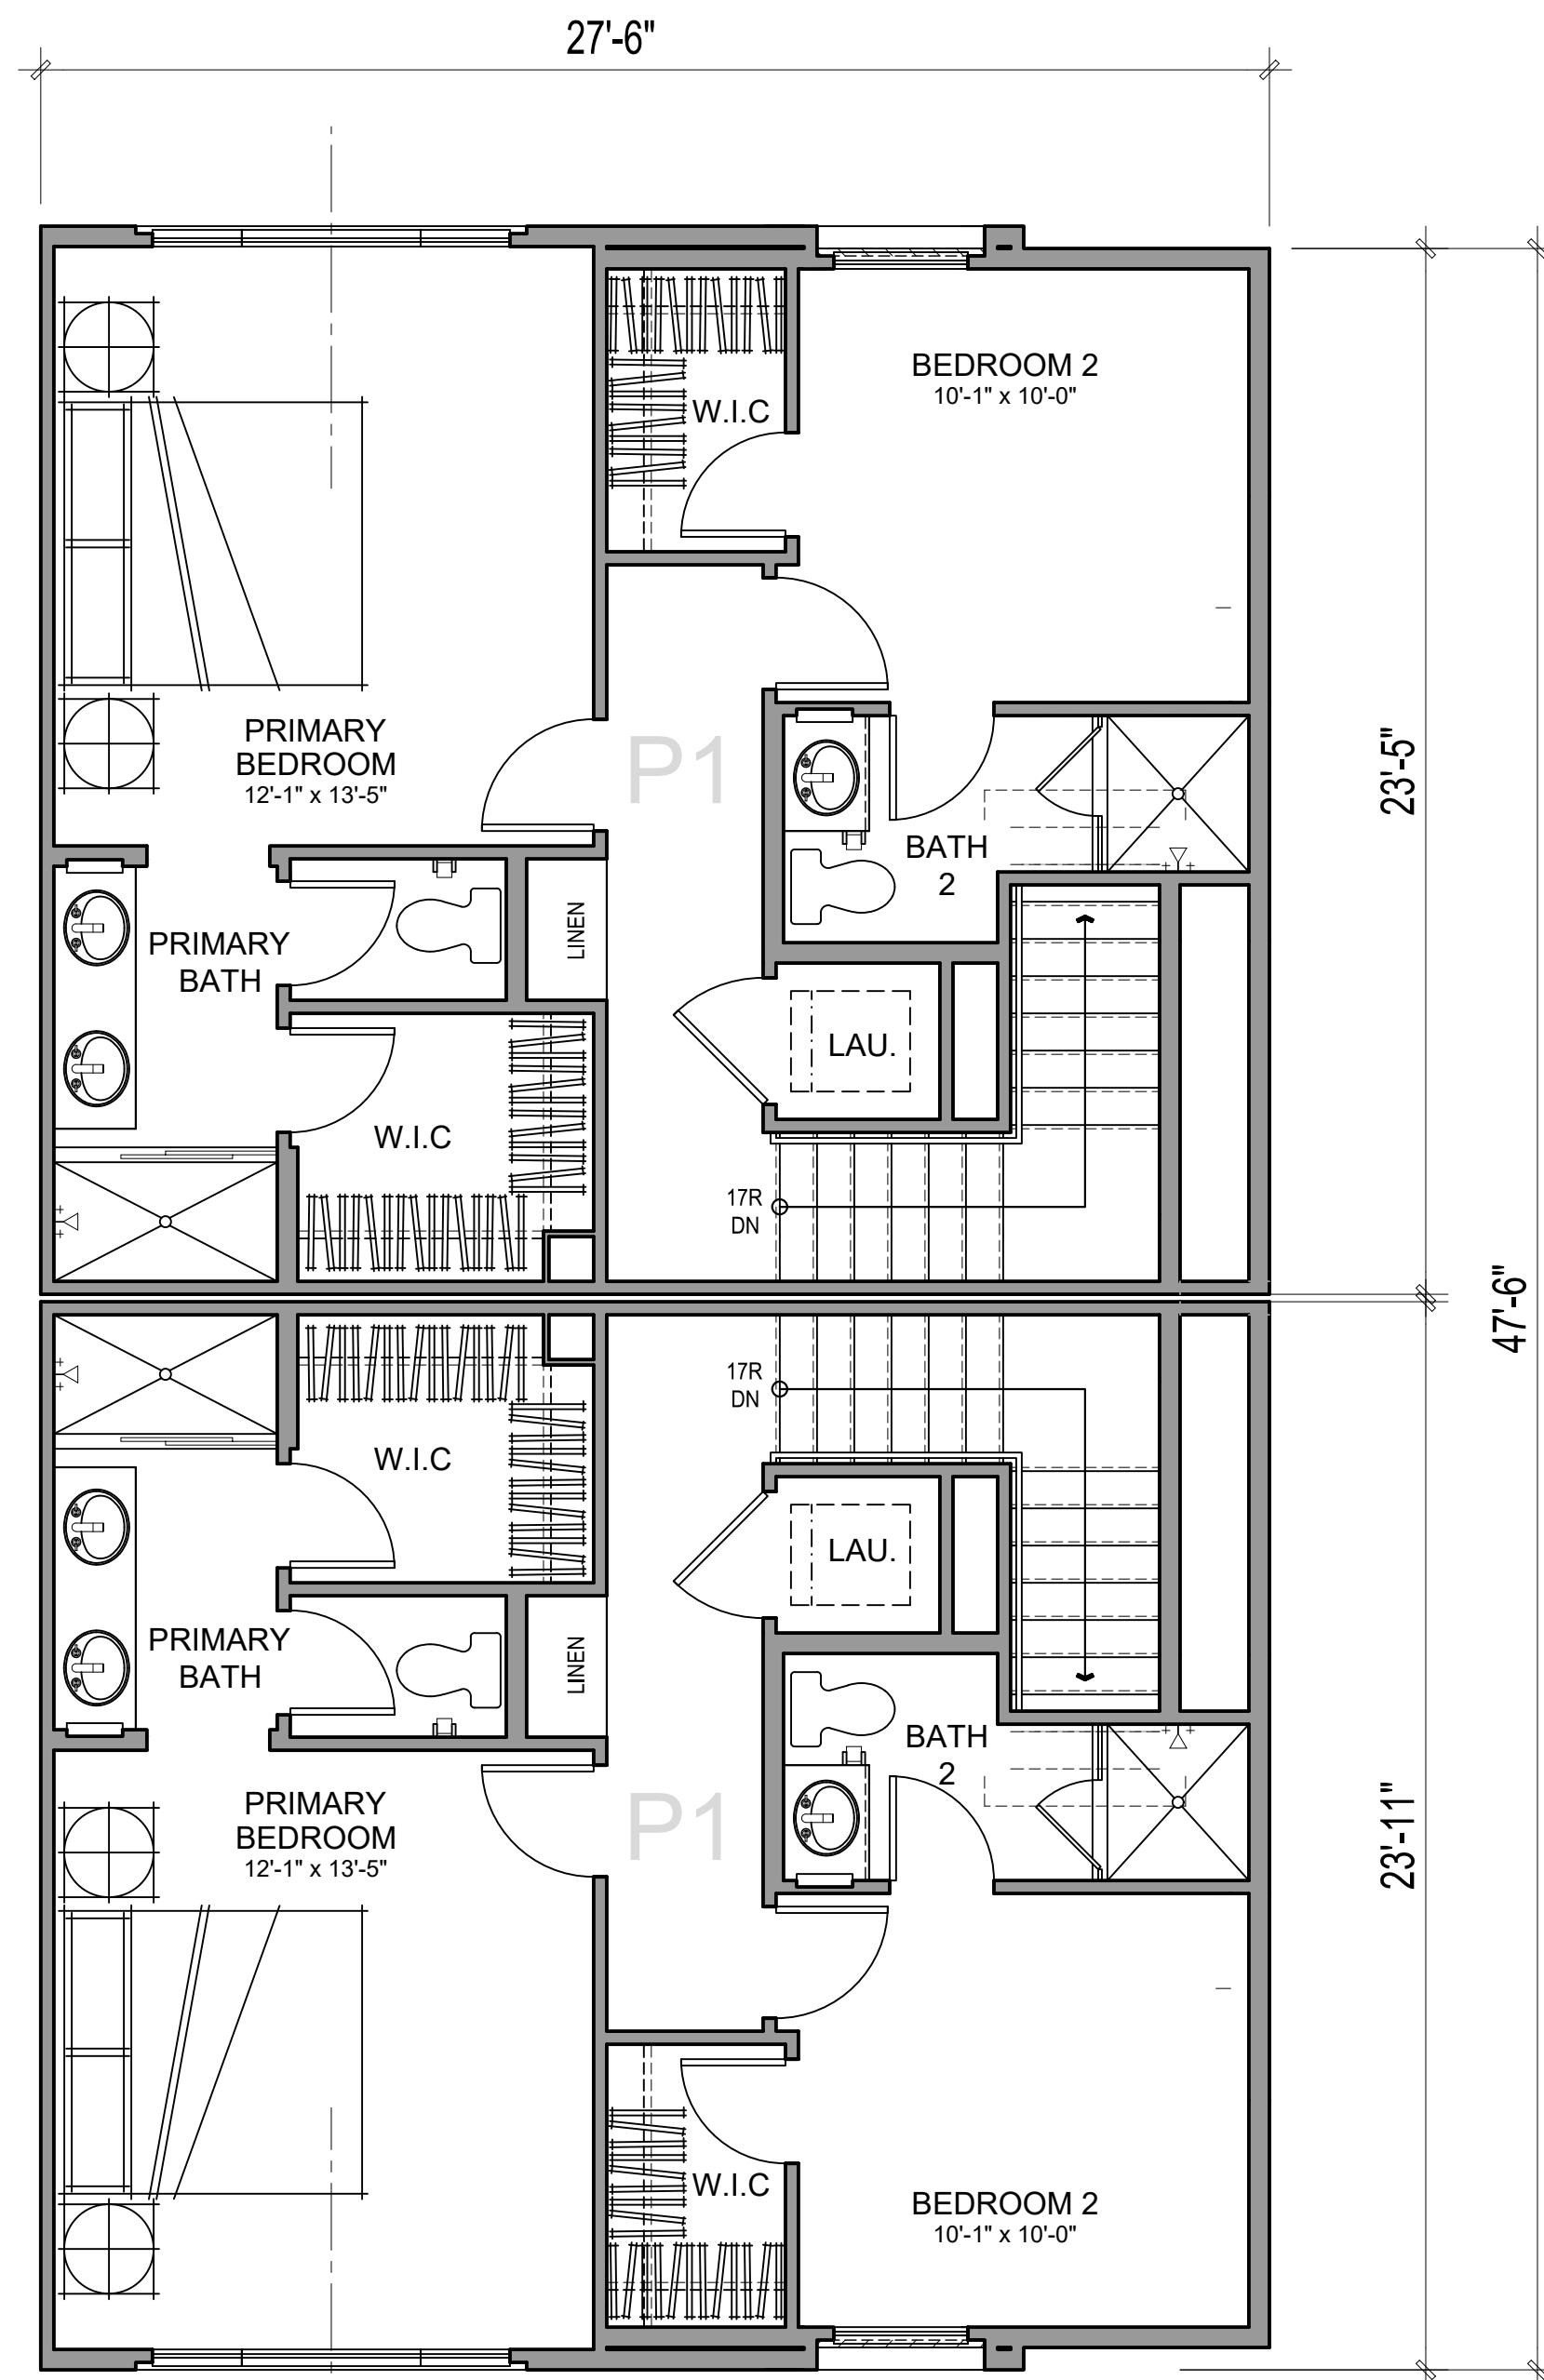 27'-6"
BEDROOM 2
10'-1" x 10'-0"
W.I.C
PRIMARY
BEDROOM
12'-1" x 13'-5"
P1
23'-5"
BATH
2
PRIMARY
BATH
LINEN
LAU.
W.I.C
17R
DN
47'-6"
17R
DN
W.I.C
LAU.
PRIMARY
BATH
LINEN
BATH
2
PRIMARY
BEDROOM
12'-1" x 13'-5"
P1
23'-11"
W.I.C
BEDROOM 2
10'-1" x 10'-0"